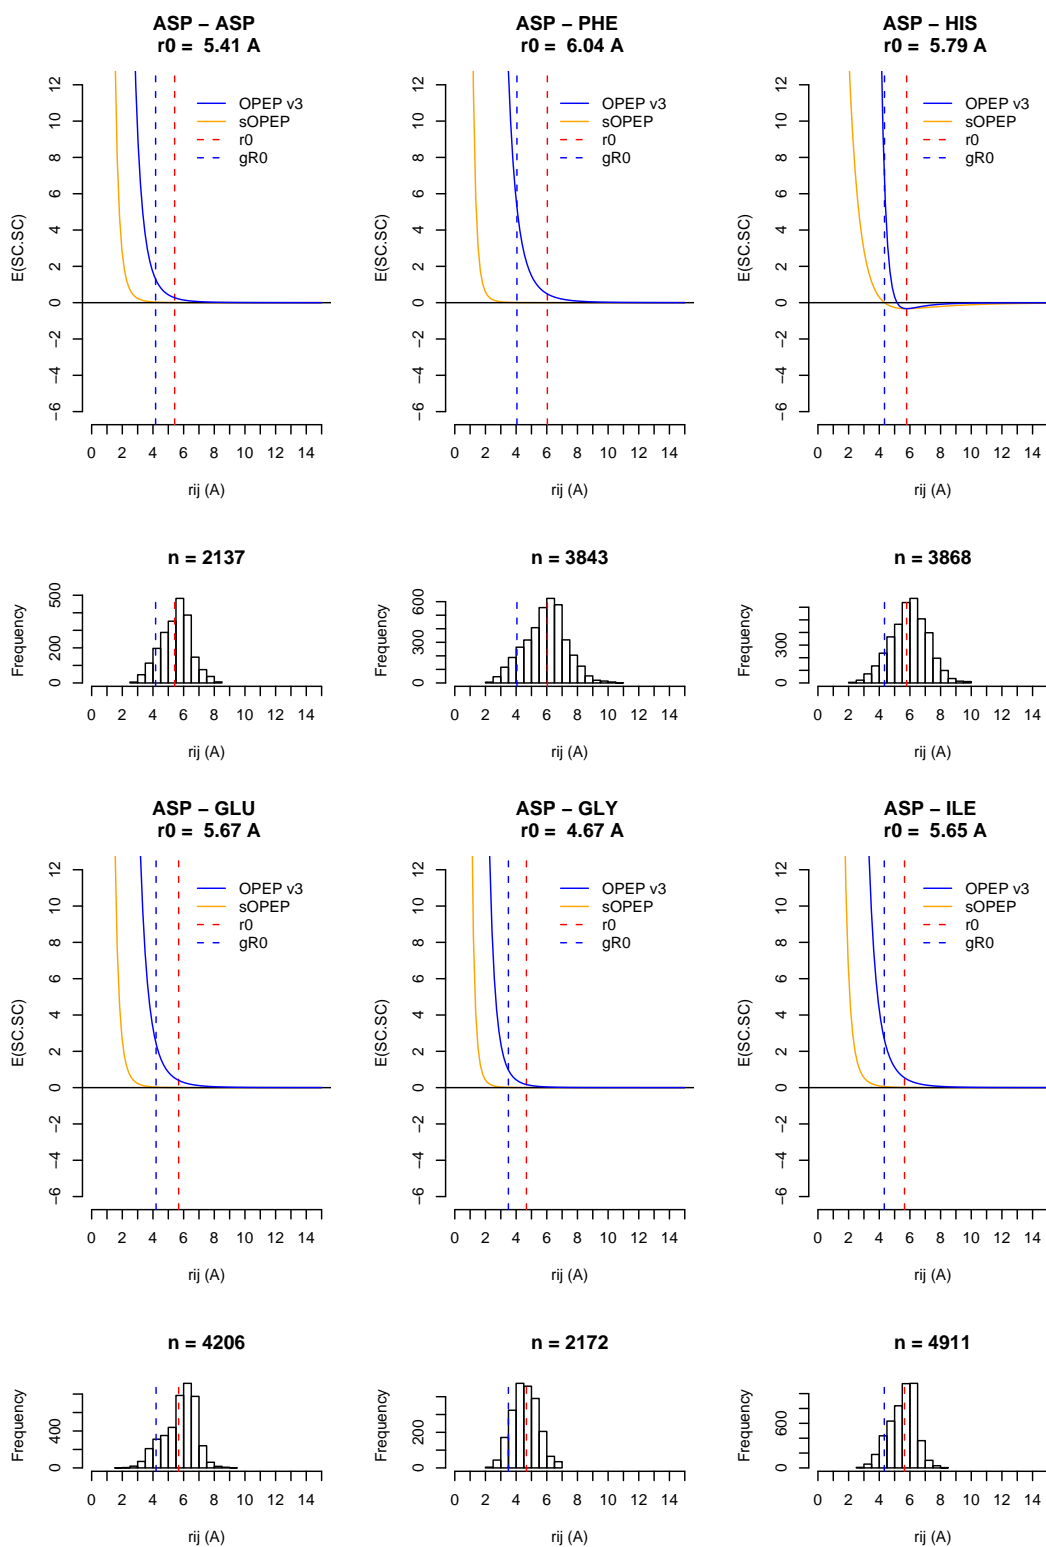 ASP – ASP
r0 = 5.41 A
12
10
8
6
4
2
0
−2
−4
−6
E(SC.SC)
OPEP v3
sOPEP
r0
gR0
0 2 4 6 8 10 12 14
rij (A)
ASP – PHE
r0 = 6.04 A
12
10
8
6
4
2
0
−2
−4
−6
E(SC.SC)
OPEP v3
sOPEP
r0
gR0
0 2 4 6 8 10 12 14
rij (A)
ASP – HIS
r0 = 5.79 A
12
10
8
6
4
2
0
−2
−4
−6
E(SC.SC)
OPEP v3
sOPEP
r0
gR0
0 2 4 6 8 10 12 14
rij (A)
n = 2137
500
200
0
Frequency
0 2 4 6 8 10 12 14
rij (A)
n = 3843
600
300
0
Frequency
0 2 4 6 8 10 12 14
rij (A)
n = 3868
300
0
Frequency
0 2 4 6 8 10 12 14
rij (A)
ASP – GLU
r0 = 5.67 A
12
10
8
6
4
2
0
−2
−4
−6
E(SC.SC)
OPEP v3
sOPEP
r0
gR0
0 2 4 6 8 10 12 14
rij (A)
ASP – GLY
r0 = 4.67 A
12
10
8
6
4
2
0
−2
−4
−6
E(SC.SC)
OPEP v3
sOPEP
r0
gR0
0 2 4 6 8 10 12 14
rij (A)
ASP – ILE
r0 = 5.65 A
12
10
8
6
4
2
0
−2
−4
−6
E(SC.SC)
OPEP v3
sOPEP
r0
gR0
0 2 4 6 8 10 12 14
rij (A)
n = 4206
400
0
Frequency
0 2 4 6 8 10 12 14
rij (A)
n = 2172
200
0
Frequency
0 2 4 6 8 10 12 14
rij (A)
n = 4911
600
0
Frequency
0 2 4 6 8 10 12 14
rij (A)